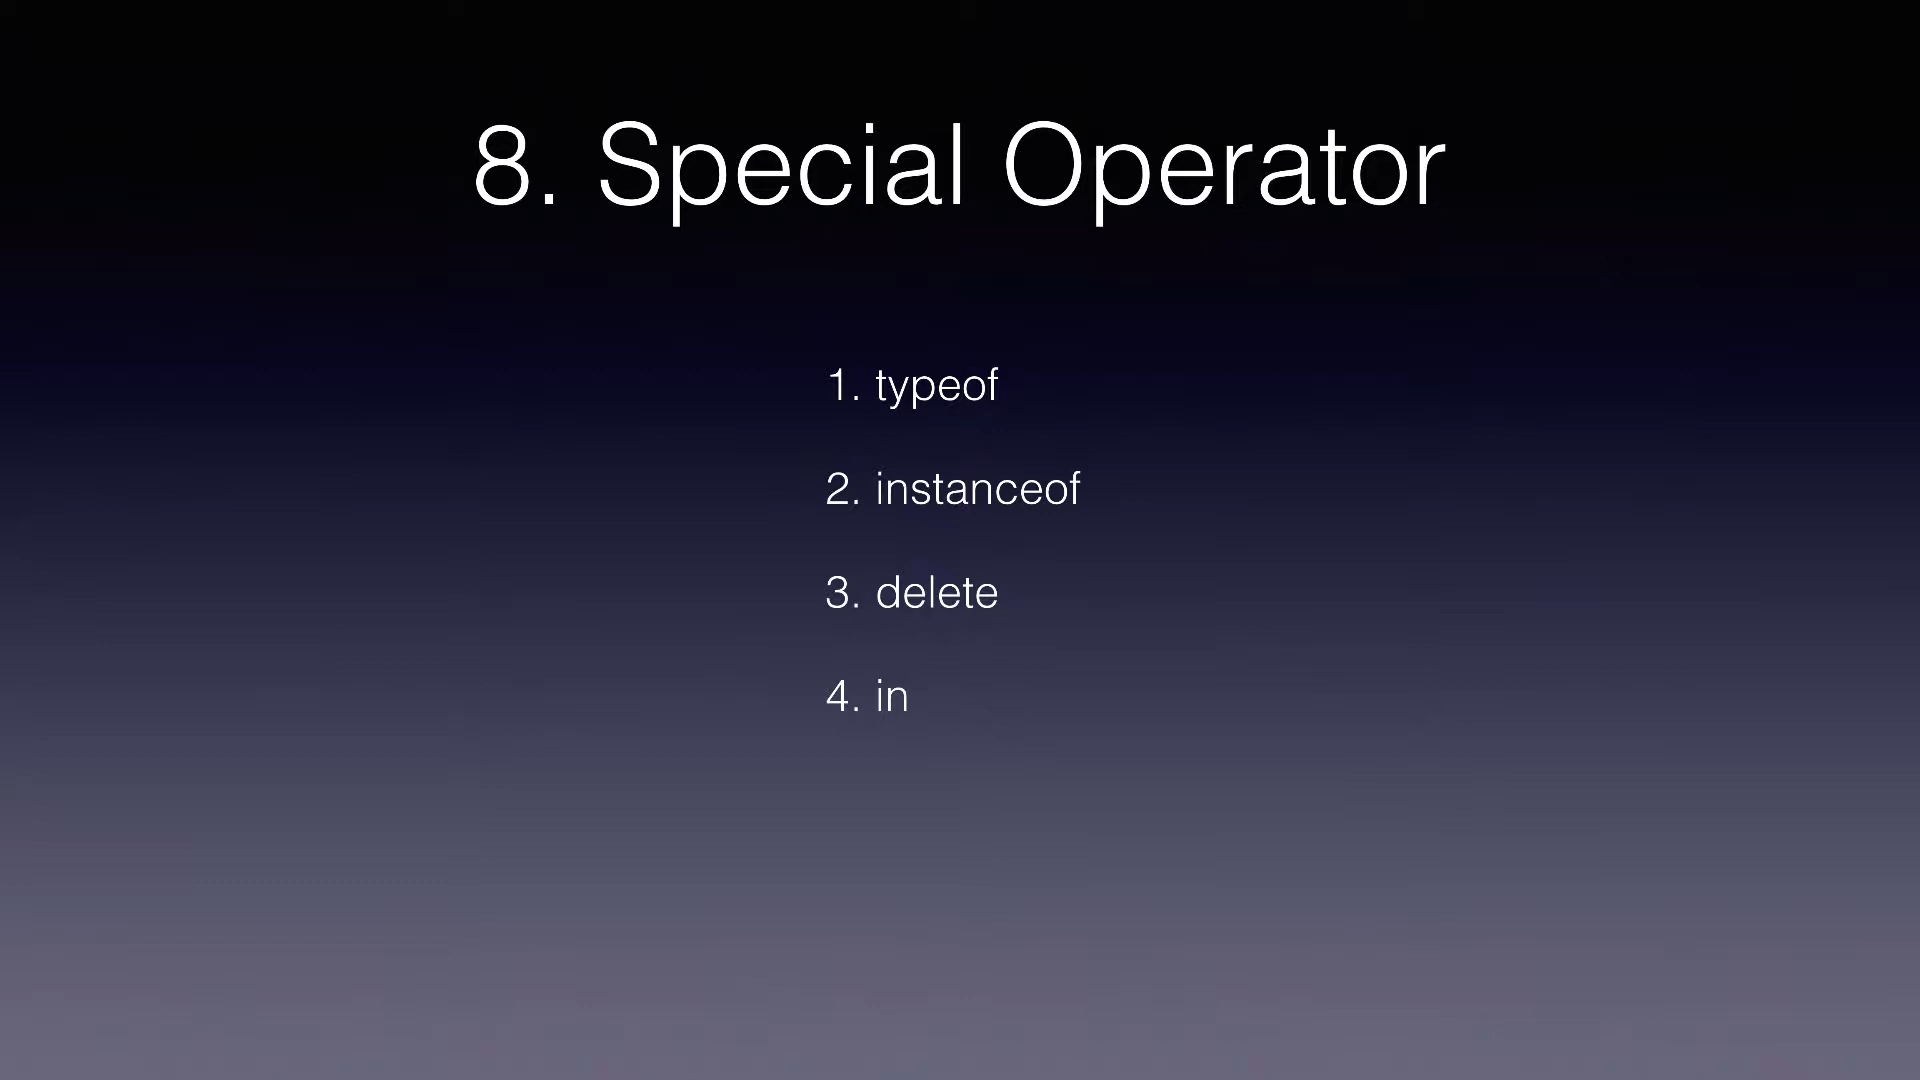 8. Special Operator
1. typeof
2. instanceof
3. delete
4. in